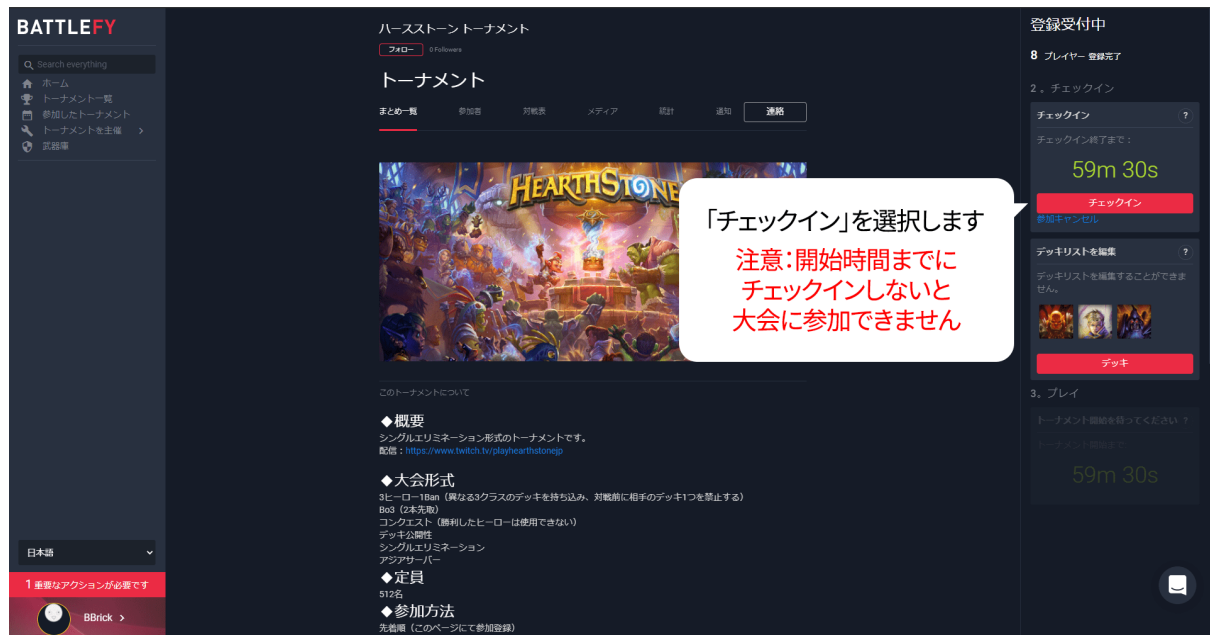 BATTLEFY
Search everything
ホーム
トーナメント一覧
参加したトーナメント
トーナメントを主催
武器庫
日本語
1 重要なアクションが必要です
BBrick
ハースストーン トーナメント
フォロー 0 Followers
トーナメント
まとめ一覧 参加者 対戦表 メディア 統計 通知 連絡
HEARTHSTONE
このトーナメントについて
◆概要
シングルエリミネーション形式のトーナメントです。
配信：https://www.twitch.tv/playhearthstonejp
◆大会形式
3ヒーロー1Ban（異なる3クラスのデッキを持ち込み、対戦前に相手のデッキ1つを禁止する）
Bo3（2本先取）
コンクエスト（勝利したヒーローは使用できない）
デッキ公開性
シングルエリミネーション
アジアサーバー
◆定員
512名
◆参加方法
先着順（このページにて参加登録）
「チェックイン」を選択します
注意：開始時間までに
チェックインしないと
大会に参加できません
登録受付中
8 プレイヤー 登録完了
2 。チェックイン
チェックイン ?
チェックイン終了まで：
59m 30s
チェックイン
参加キャンセル
デッキリストを編集 ?
デッキリストを編集することができま
せん。
デッキ
3。プレイ
トーナメント開始を待ってください ?
トーナメント開始まで
59m 30s